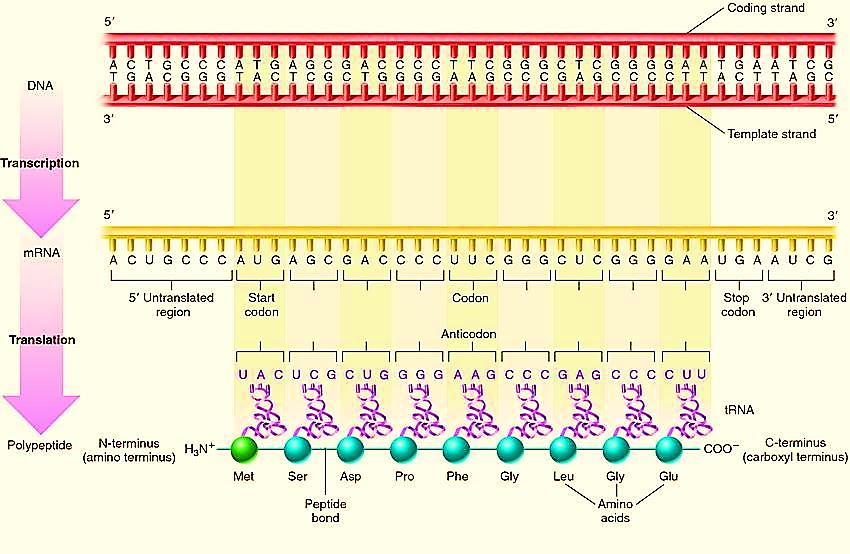 Coding strand
5′ 3′
A C T G C C C A T G A G C G A C C C C T T C G G G C T C G G G G A A T G A A T C G
T G A C G G G T A C T C G C T G G G G A A G C C C G A G C C C C T T A C T T A G C
DNA
3′ 5′
Template strand
Transcription
5′ 3′
mRNA
A C U G C C C A U G A G C G A C C C C U U C G G G C U C G G G G A A U G A A U C G
5′ Untranslated
region
Start
codon
Codon
Stop
codon
3′ Untranslated
region
Translation
Anticodon
U A C U C G C U G G G G A A G C C C G A G C C C C U U
tRNA
Polypeptide
N-terminus
(amino terminus)
H₃N⁺
COO⁻
C-terminus
(carboxyl terminus)
Met Ser Asp Pro Phe Gly Leu Gly Glu
Peptide
bond
Amino
acids